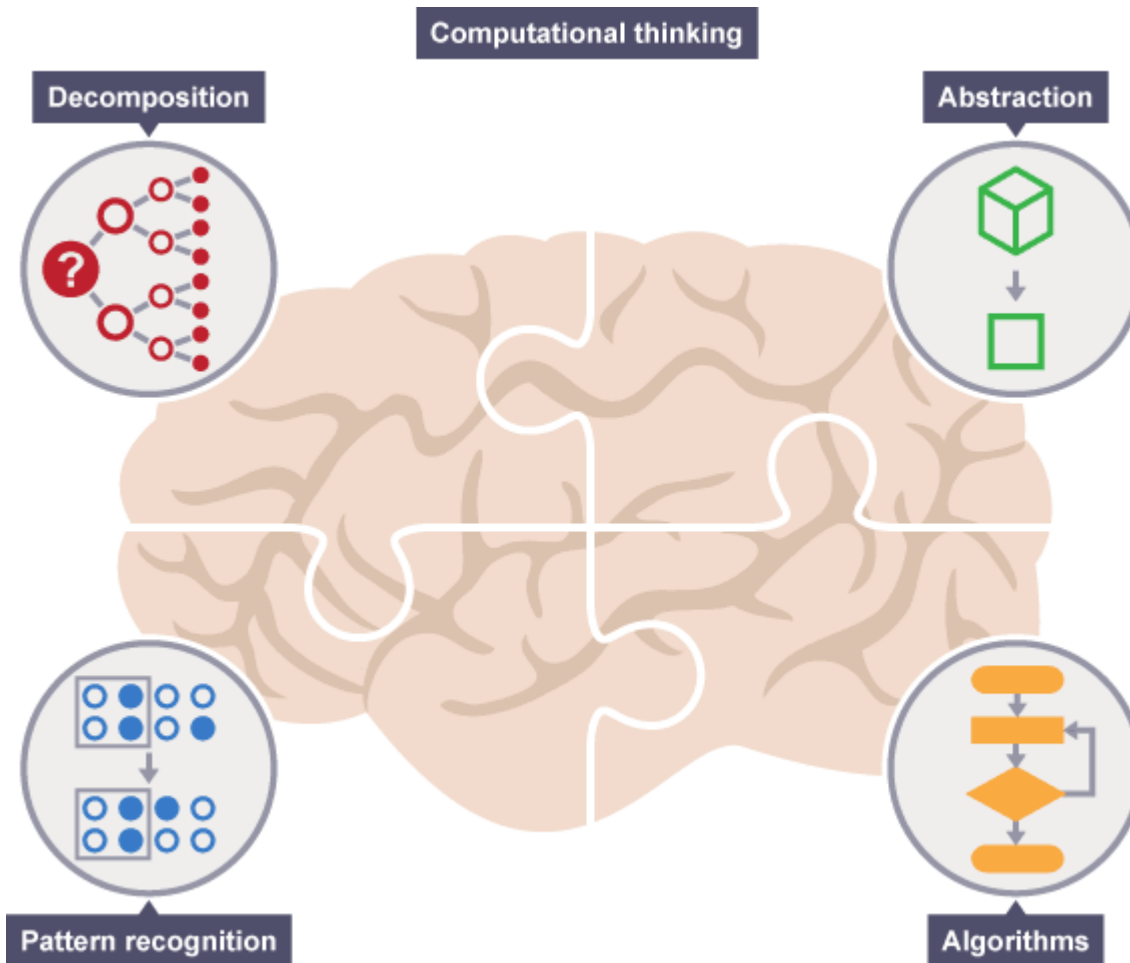 Computational thinking
Decomposition
Abstraction
?
Pattern recognition
Algorithms